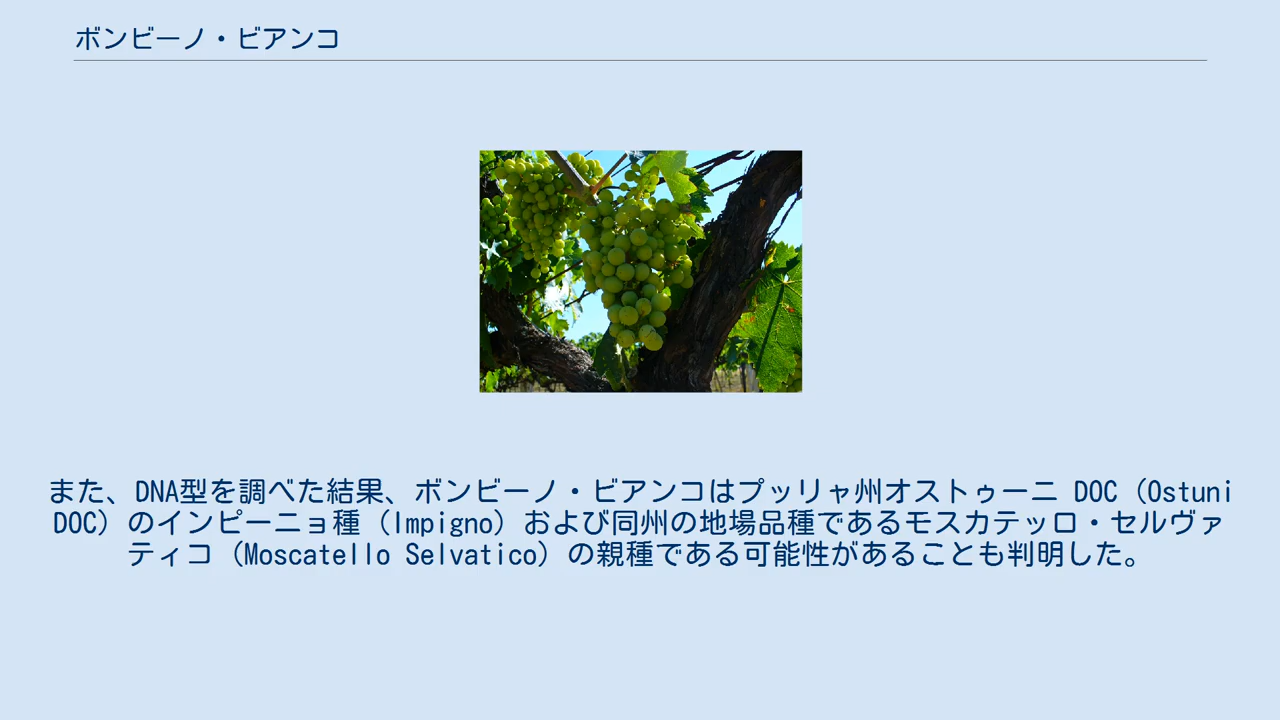 ボンビーノ・ビアンコ
また、DNA型を調べた結果、ボンビーノ・ビアンコはプッリャ州オストゥーニ DOC（Ostuni
DOC）のインピーニョ種（Impigno）および同州の地場品種であるモスカテッロ・セルヴァ
ティコ（Moscatello Selvatico）の親種である可能性があることも判明した。